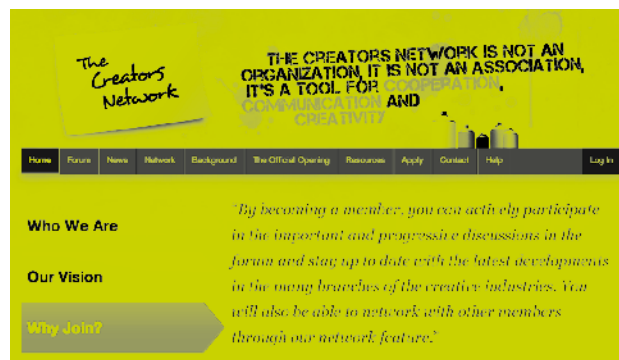 The
Creators
Network
THE CREATORS NETWORK IS NOT AN
ORGANIZATION, IT IS NOT AN ASSOCIATION,
IT'S A TOOL FOR COOPERATION,
COMMUNICATION AND
CREATIVITY
Home Forum News Network Background The Official Opening Resources Apply Contact Help Log In
Who We Are
Our Vision
Why Join?
"By becoming a member, you can actively participate
in the important and progressive discussions in the
forum and stay up to date with the latest developments
in the many branches of the creative industries. You
will also be able to network with other members
through our network feature."